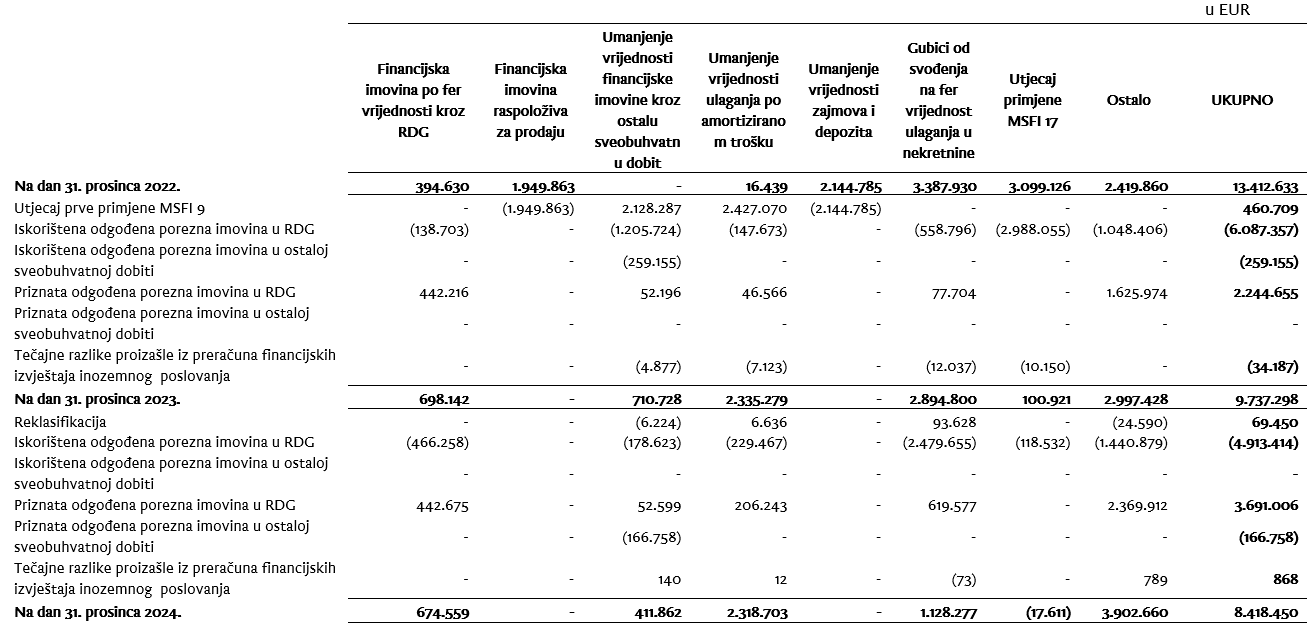 u EUR
Financijska imovina po fer vrijednosti kroz RDG
Financijska imovina raspoloživa za prodaju
Umanjenje vrijednosti financijske imovine kroz ostalu sveobuhvatn u dobit
Umanjenje vrijednosti ulaganja po amortizirano m trošku
Umanjenje vrijednosti zajmova i depozita
Gubici od svođenja na fer vrijednost ulaganja u nekretnine
Utjecaj primjene MSFI 17
Ostalo
UKUPNO
Na dan 31. prosinca 2022. 394.630 1.949.863 - 16.439 2.144.785 3.387.930 3.099.126 2.419.860 13.412.633
Utjecaj prve primjene MSFI 9 - (1.949.863) 2.128.287 2.427.070 (2.144.785) - - - 460.709
Iskorištena odgođena porezna imovina u RDG (138.703) - (1.205.724) (147.673) - (558.796) (2.988.055) (1.048.406) (6.087.357)
Iskorištena odgođena porezna imovina u ostaloj
sveobuhvatnoj dobiti - - (259.155) - - - - - (259.155)
Priznata odgođena porezna imovina u RDG 442.216 - 52.196 46.566 - 77.704 - 1.625.974 2.244.655
Priznata odgođena porezna imovina u ostaloj
sveobuhvatnoj dobiti - - - - - - - - -
Tečajne razlike proizašle iz preračuna financijskih
izvještaja inozemnog poslovanja - - (4.877) (7.123) - (12.037) (10.150) - (34.187)
Na dan 31. prosinca 2023. 698.142 - 710.728 2.335.279 - 2.894.800 100.921 2.997.428 9.737.298
Reklasifikacija - - (6.224) 6.636 - 93.628 - (24.590) 69.450
Iskorištena odgođena porezna imovina u RDG (466.258) - (178.623) (229.467) - (2.479.655) (118.532) (1.440.879) (4.913.414)
Iskorištena odgođena porezna imovina u ostaloj
sveobuhvatnoj dobiti - - - - - - - - -
Priznata odgođena porezna imovina u RDG 442.675 - 52.599 206.243 - 619.577 - 2.369.912 3.691.006
Priznata odgođena porezna imovina u ostaloj
sveobuhvatnoj dobiti - - (166.758) - - - - - (166.758)
Tečajne razlike proizašle iz preračuna financijskih
izvještaja inozemnog poslovanja - - 140 12 - (73) - 789 868
Na dan 31. prosinca 2024. 674.559 - 411.862 2.318.703 - 1.128.277 (17.611) 3.902.660 8.418.450